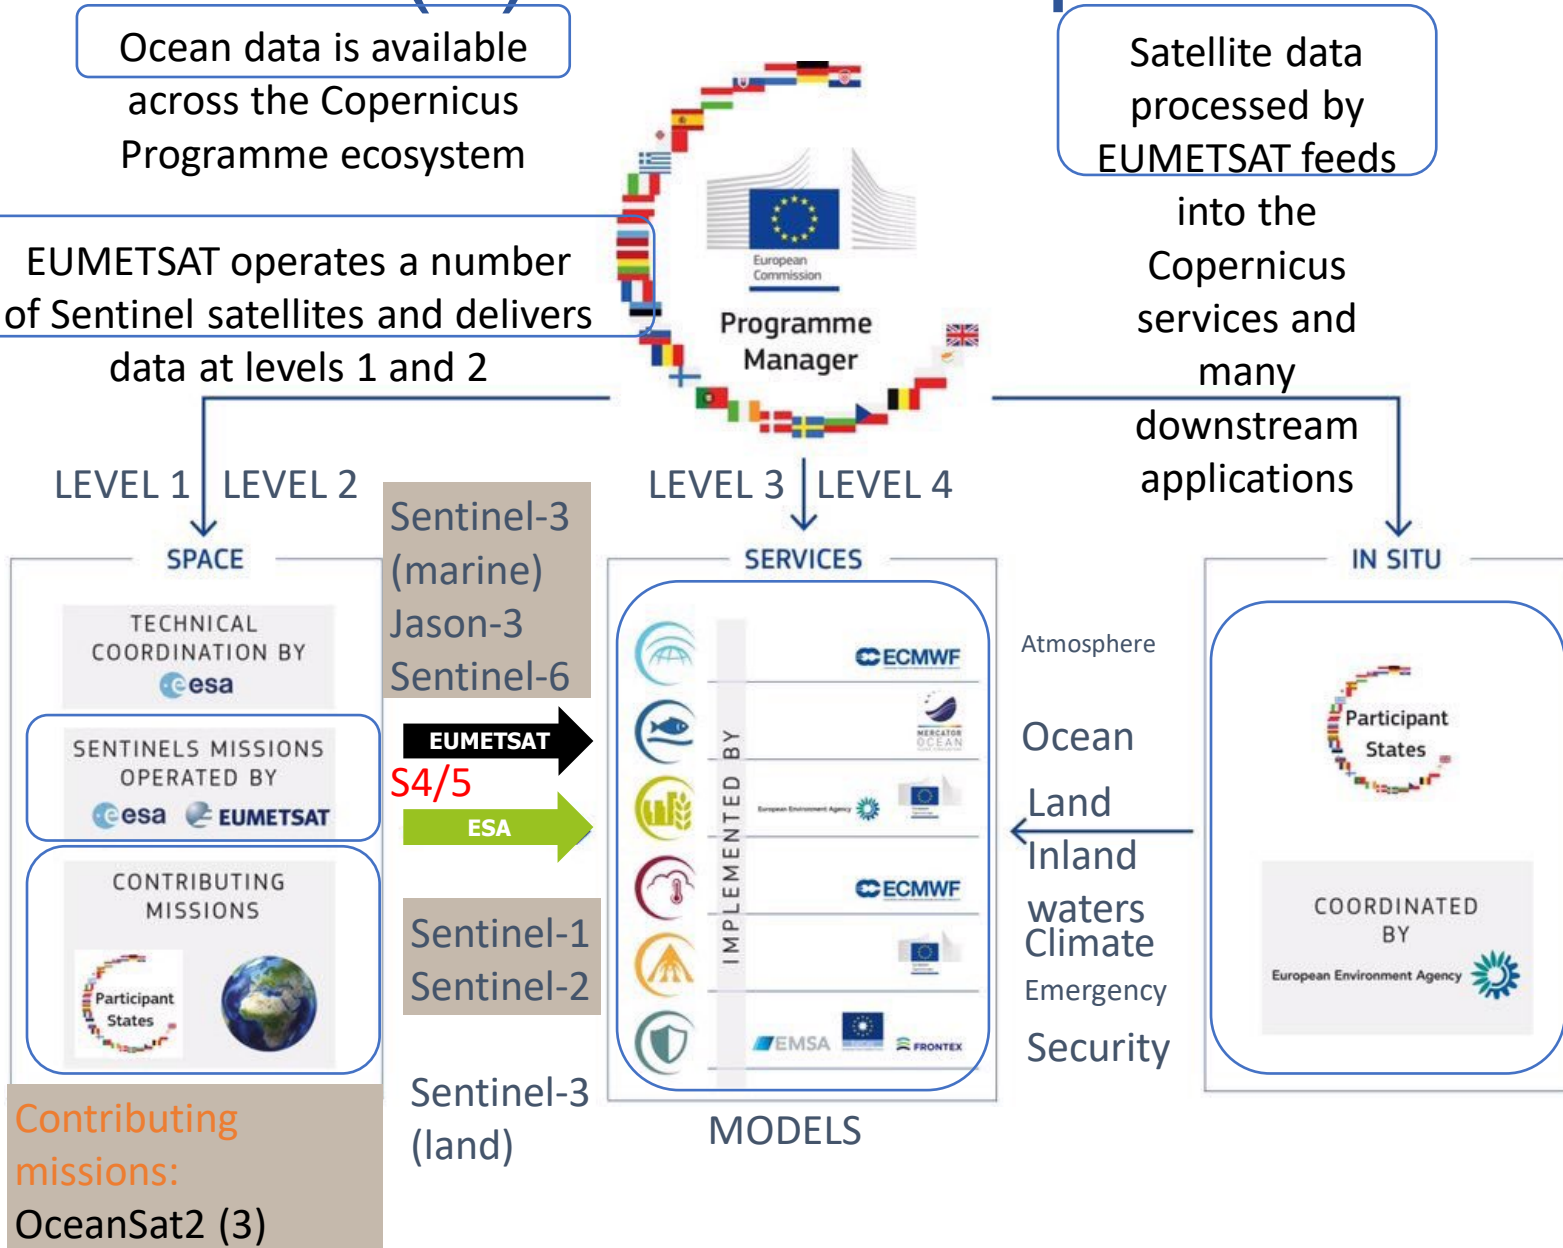 Ocean data is available
across the Copernicus
Programme ecosystem
EUMETSAT operates a number
of Sentinel satellites and delivers
data at levels 1 and 2
European
Commission
Programme
Manager
Satellite data
processed by
EUMETSAT feeds
into the
Copernicus
services and
many
downstream
applications
LEVEL 1 LEVEL 2
LEVEL 3 LEVEL 4
SPACE
TECHNICAL
COORDINATION BY
esa
SENTINELS MISSIONS
OPERATED BY
esa EUMETSAT
CONTRIBUTING
MISSIONS
Participant
States
Contributing
missions:
OceanSat2 (3)
Sentinel-3
(marine)
Jason-3
Sentinel-6
EUMETSAT
S4/5
ESA
Sentinel-1
Sentinel-2
Sentinel-3
(land)
SERVICES
IMPLEMENTED BY
ECMWF
MERCATOR
OCEAN
European Environment Agency
ECMWF
EMSA
FRONTEX
MODELS
Atmosphere
Ocean
Land
Inland
waters
Climate
Emergency
Security
IN SITU
Participant
States
COORDINATED
BY
European Environment Agency